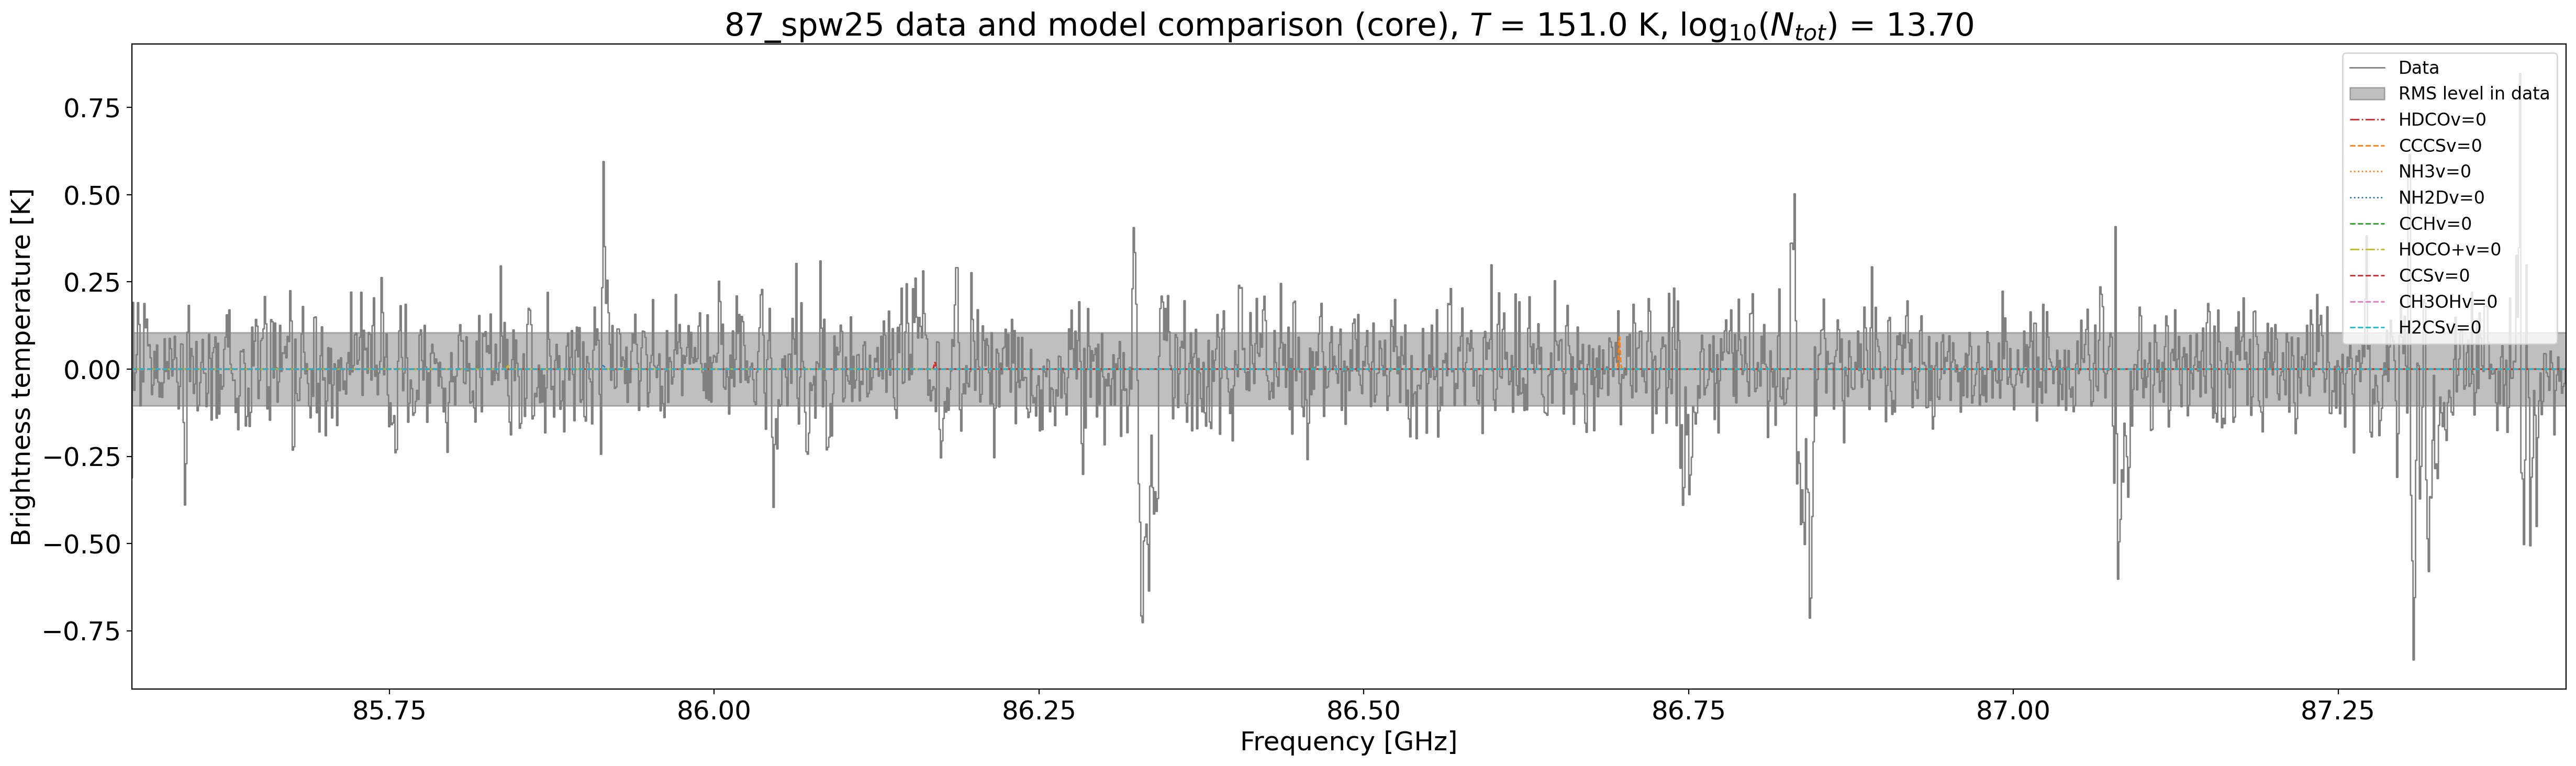 87_spw25 data and model comparison (core), T = 151.0 K, log₁₀(Nₜₒₜ) = 13.70
Brightness temperature [K]
0.75
0.50
0.25
0.00
−0.25
−0.50
−0.75
Data
RMS level in data
HDCOv=0
CCCSv=0
NH3v=0
NH2Dv=0
CCHv=0
HOCO+v=0
CCSv=0
CH3OHv=0
H2CSv=0
85.75 86.00 86.25 86.50 86.75 87.00 87.25
Frequency [GHz]